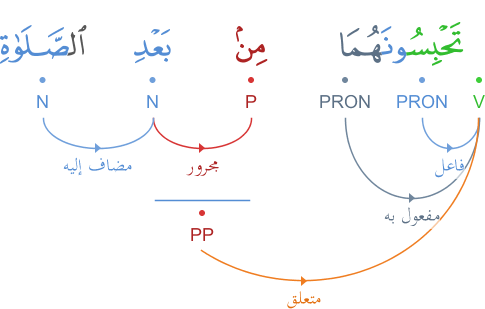 تَحْبِسُونَهُمَا مِنۢ بَعْدِ ٱلصَّلَوٰةِ
V PRON PRON P N N
فاعل
مجرور مضاف إليه
مفعول به
PP
متعلق